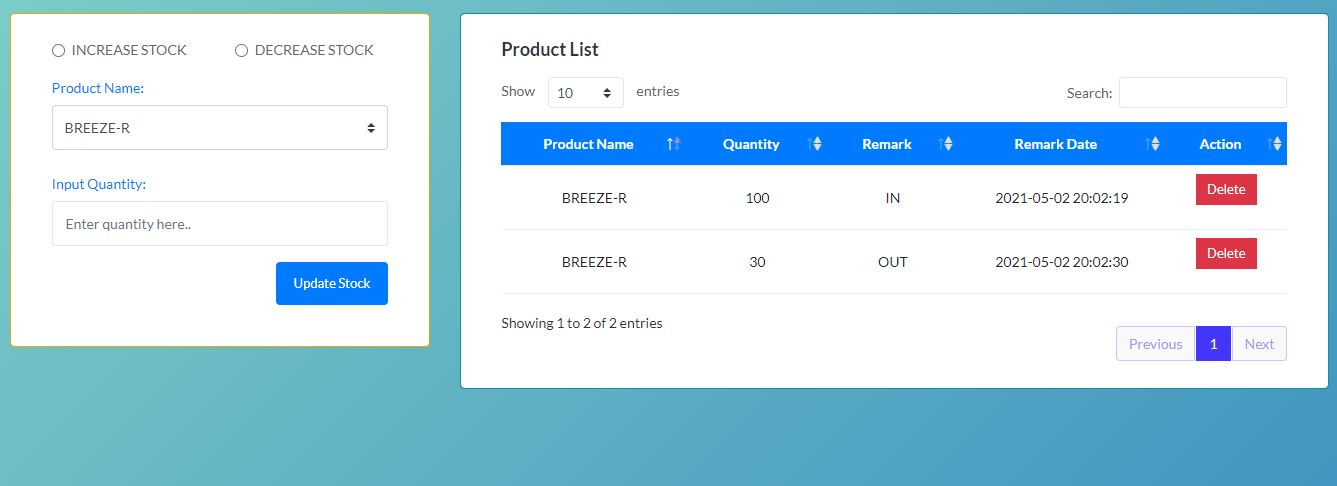 INCREASE STOCK DECREASE STOCK
Product Name:
BREEZE-R
Input Quantity:
Enter quantity here..
Update Stock
Product List
Show 10 entries Search:
Product Name Quantity Remark Remark Date Action
BREEZE-R 100 IN 2021-05-02 20:02:19 Delete
BREEZE-R 30 OUT 2021-05-02 20:02:30 Delete
Showing 1 to 2 of 2 entries
Previous 1 Next